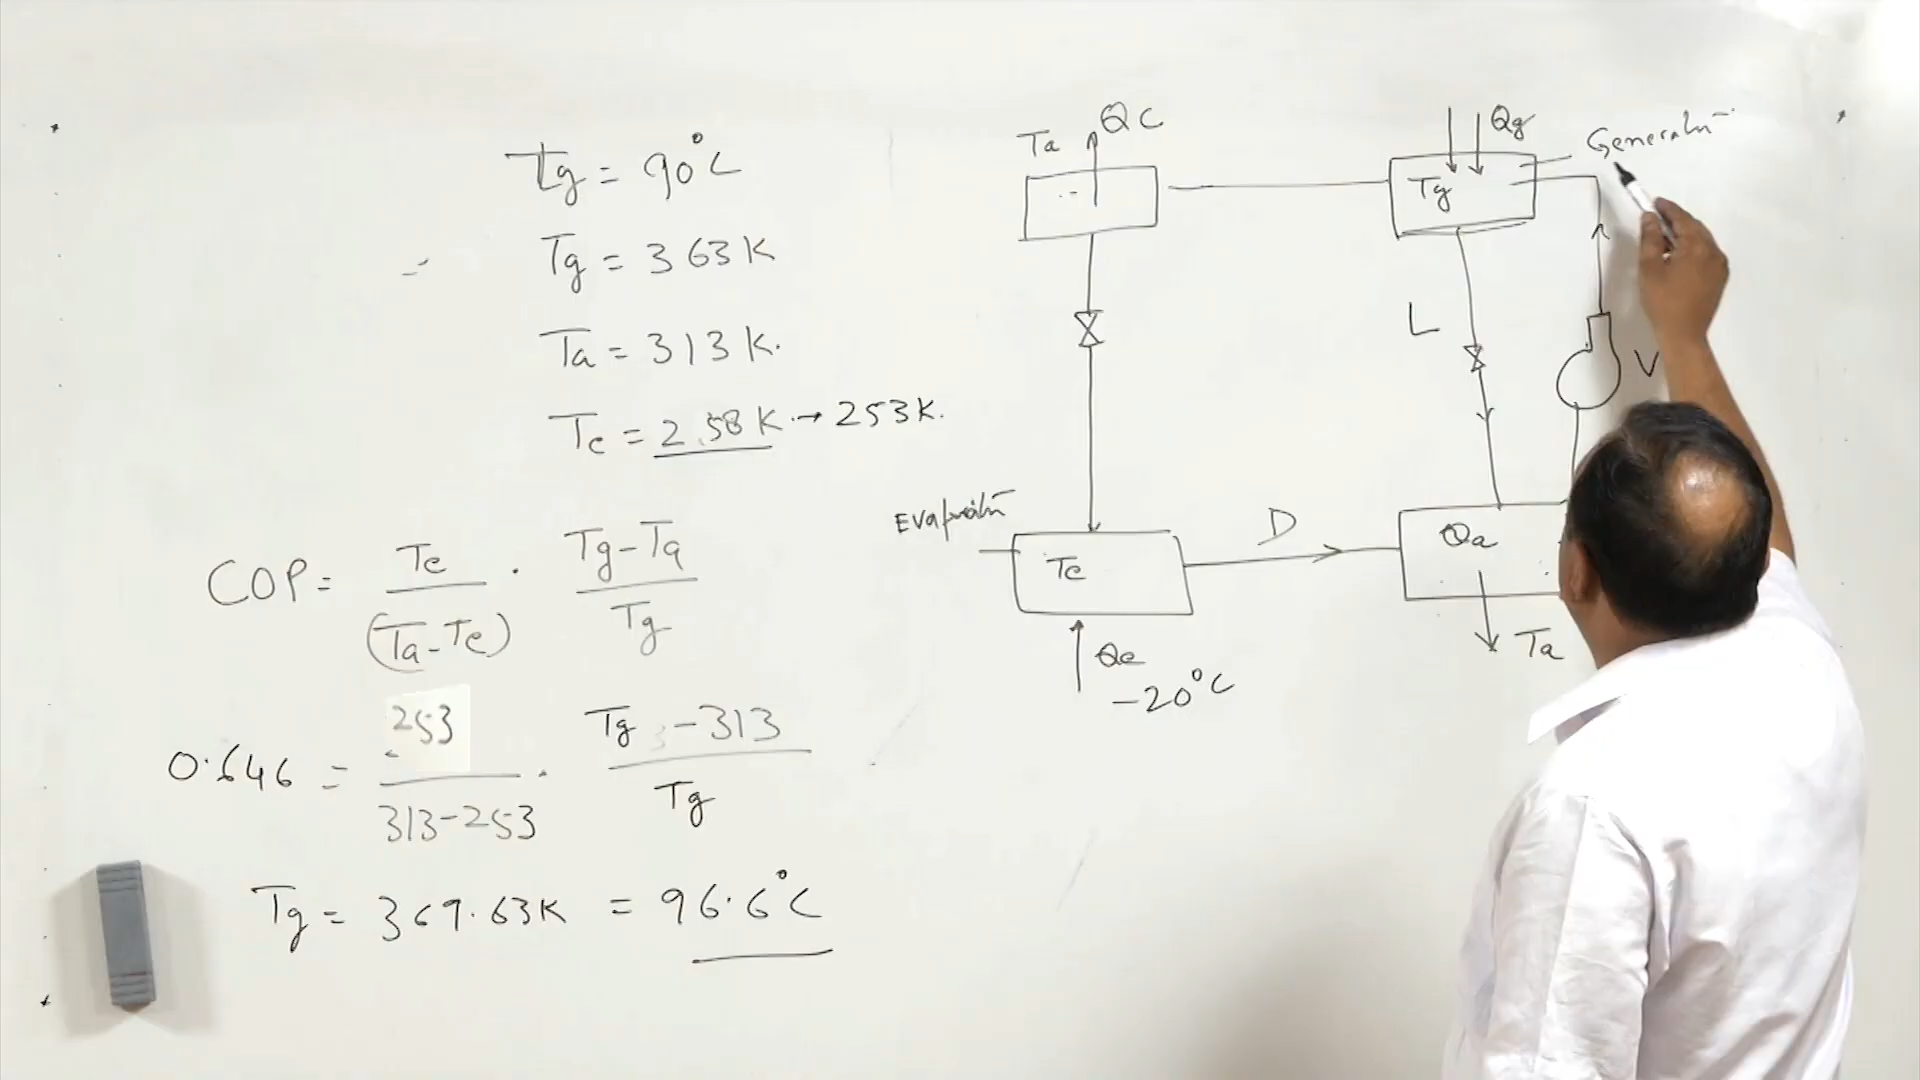 Tg = 90°C
Tg = 363 K
Ta = 313 K.
Te = 258 K. → 253 K.
COP = Te / (Ta - Te) · Tg - Ta / Tg
0.646 = 253 / 313 - 253 · Tg - 313 / Tg
Tg = 369.63K = 96.6°C
Ta QC
Qg
Generator
Tg
L
V
Evaporator
Te
D
Qa
Qe
-20°C
Ta